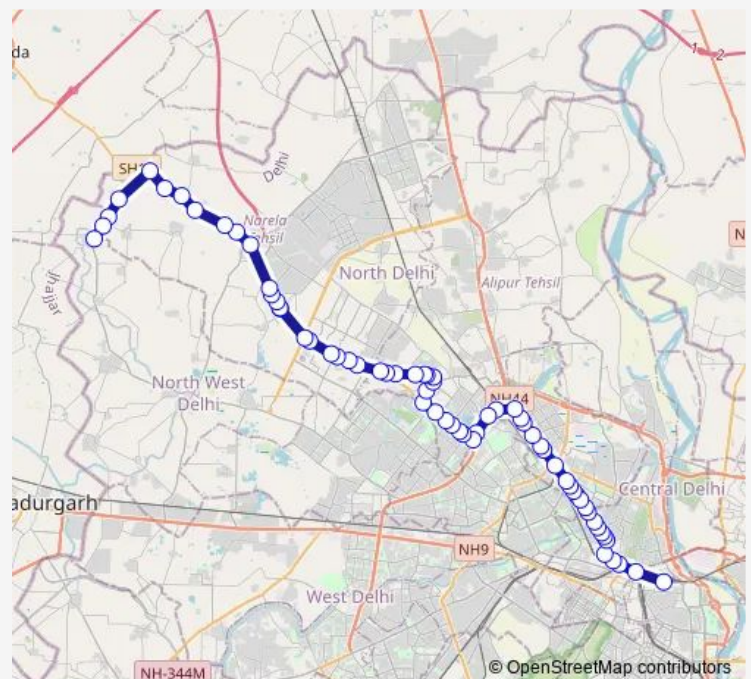 da
SH
1
2
Delhi
Narela
Tehsil
N
North Delhi
Alipur Tehsil
Jhajjar
North West
Delhi
NH44
adurgarh
Central Delhi
NH9
West Delhi
NH-344M
© OpenStreetMap contributors